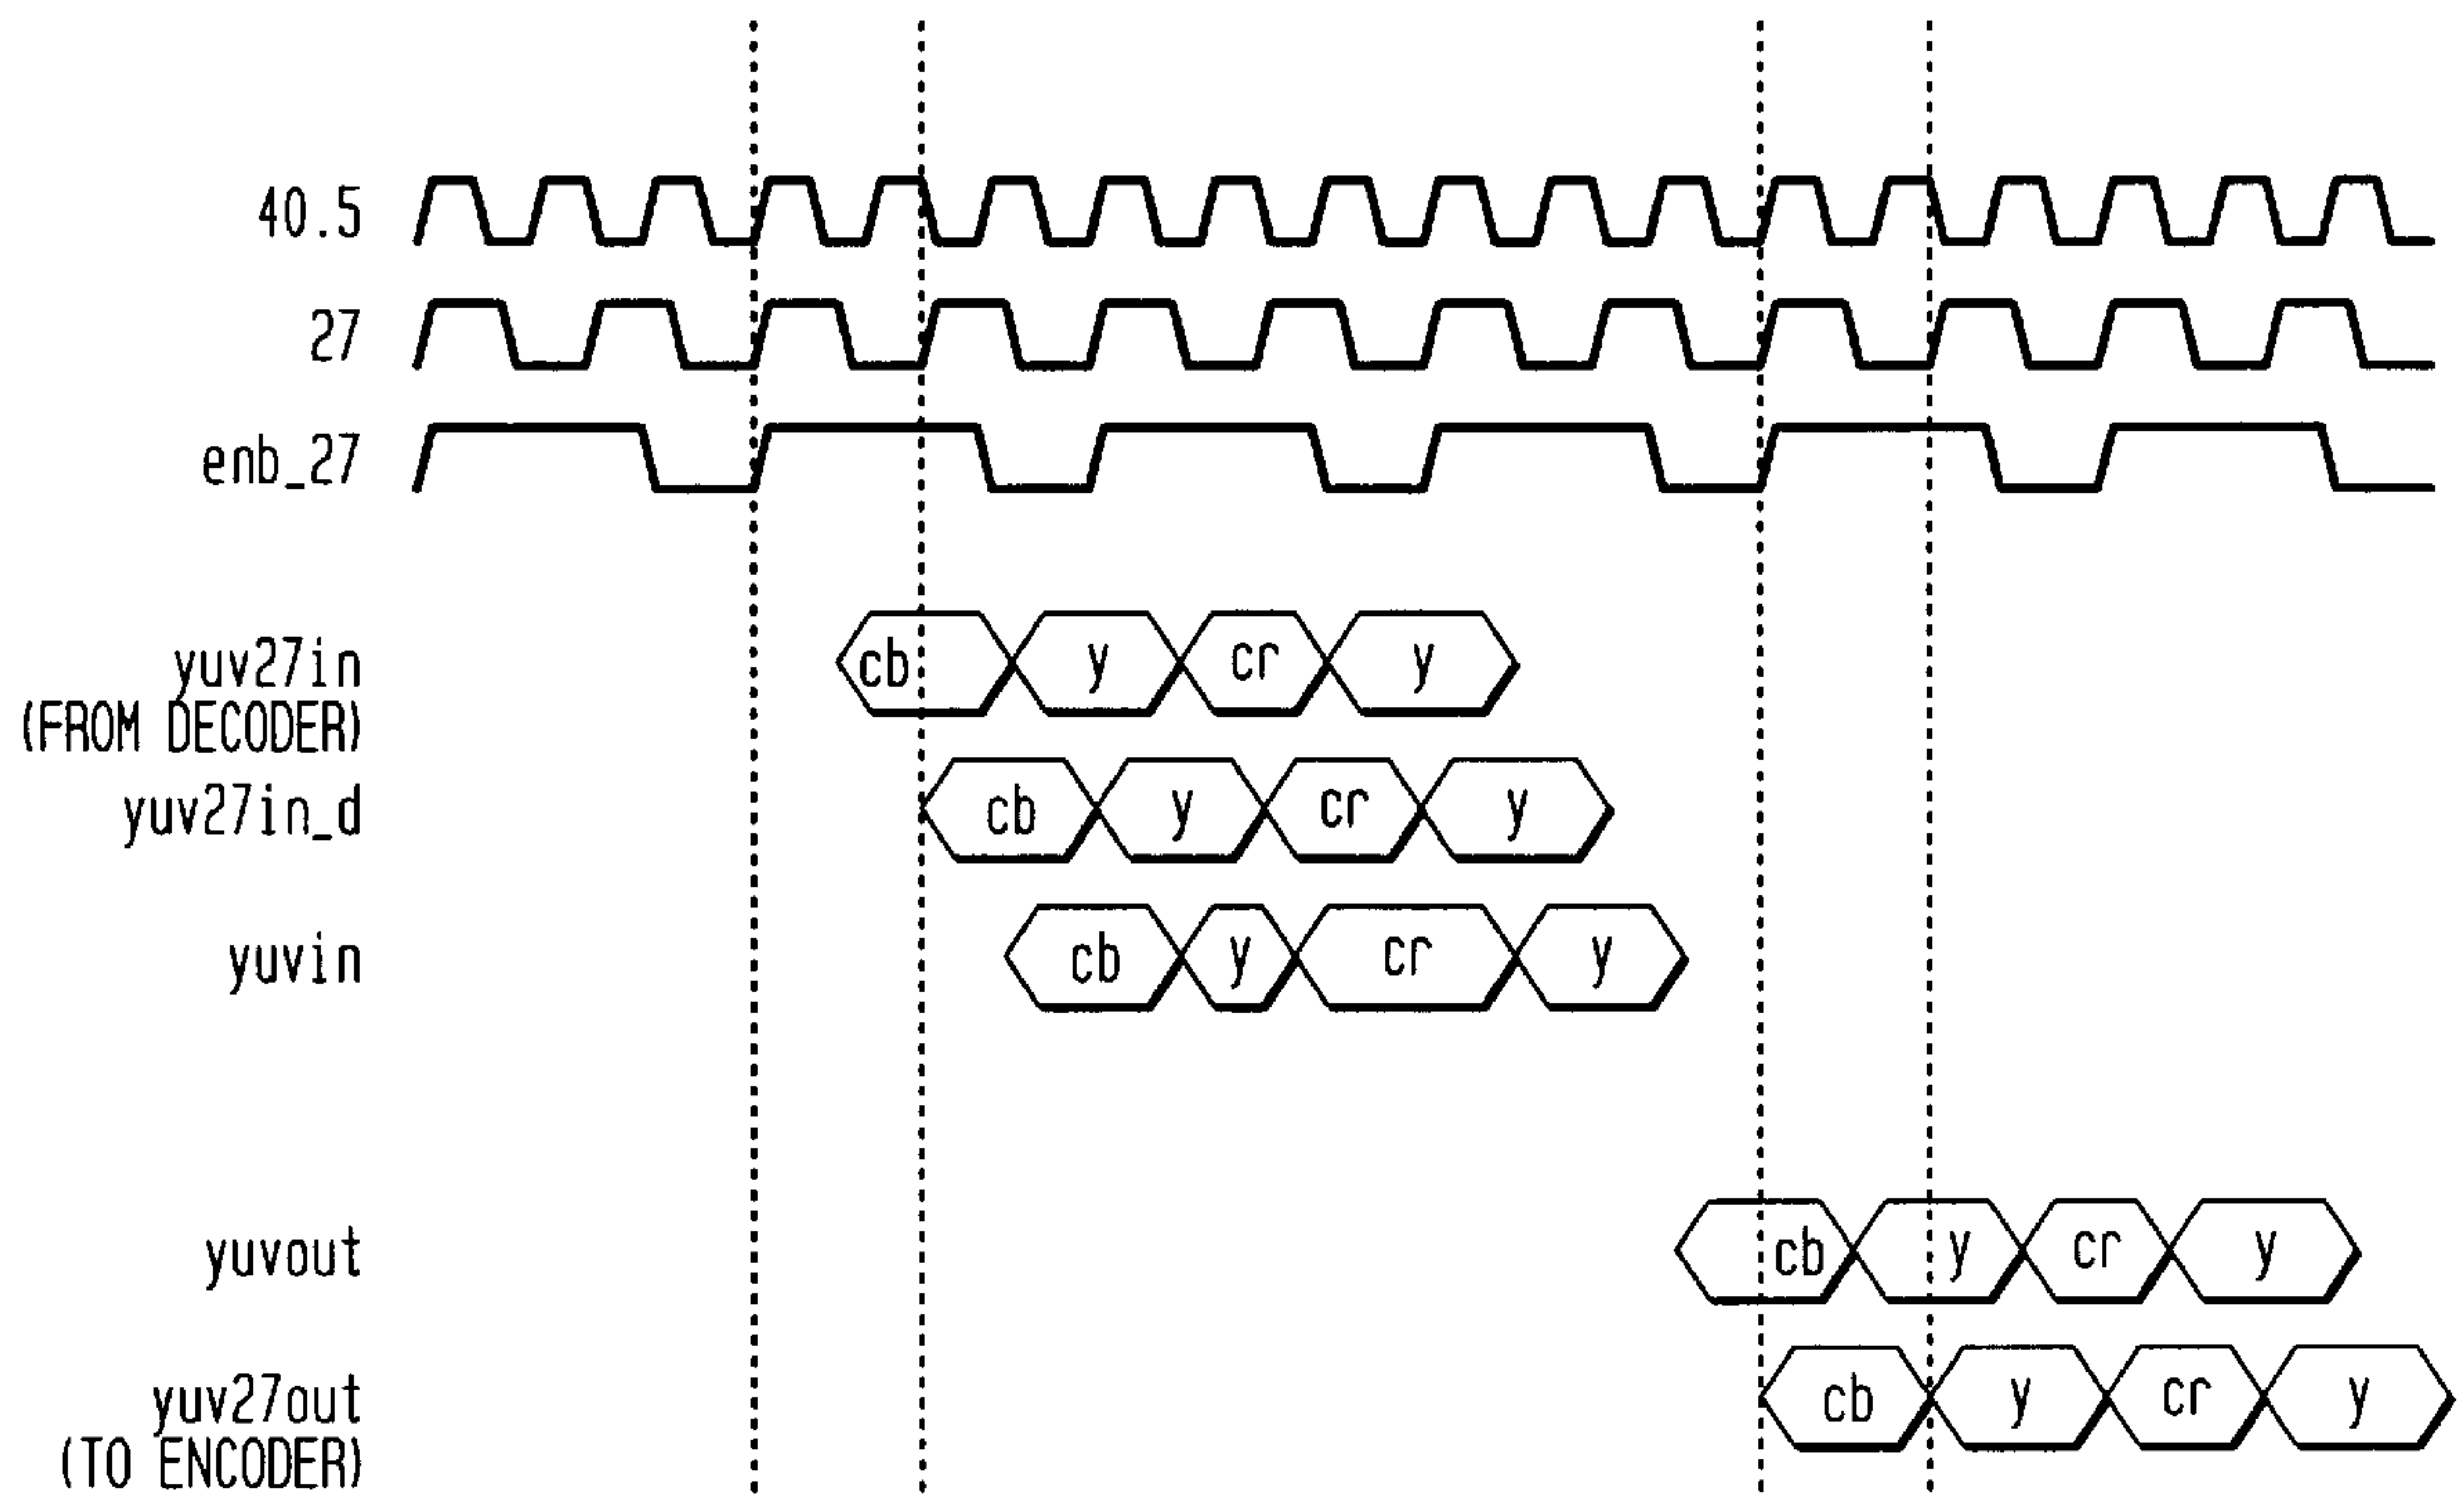 40.5
27
enb_27
yuv27in
(FROM DECODER)
cb y cr y
yuv27in_d
cb y cr y
yuvin
cb y cr y
yuvout
cb y cr y
yuv27out
(TO ENCODER)
cb y cr y